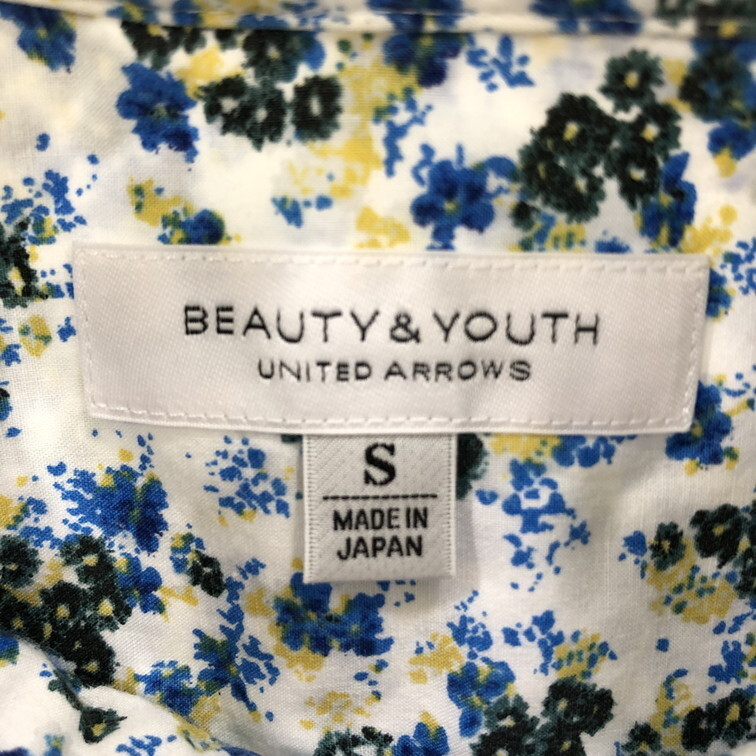 BEAUTY & YOUTH
UNITED ARROWS
S
MADE IN
JAPAN